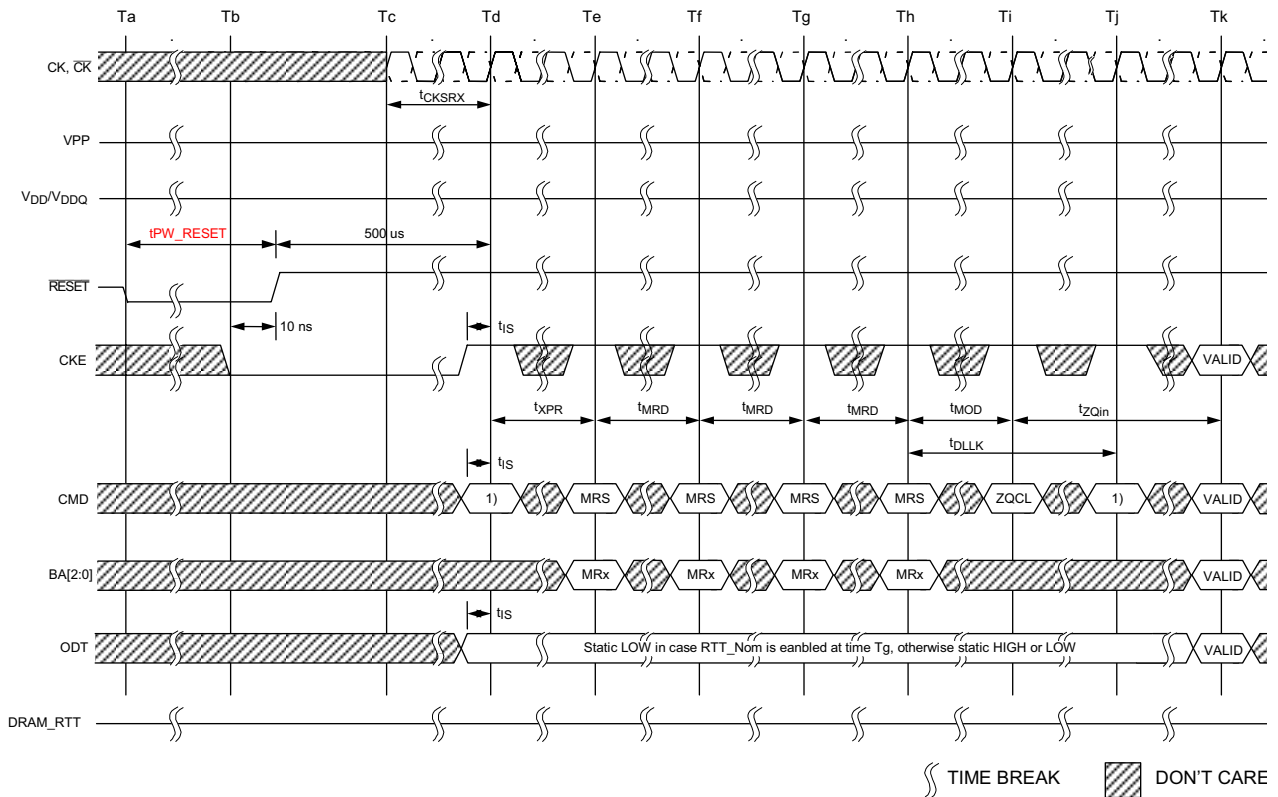 Ta Tb Tc Td Te Tf Tg Th Ti Tj Tk
CK, CK
tCKSRX
VPP
VDD/VDDQ
tPW_RESET 500 us
RESET
10 ns tIS
CKE VALID
tXPR tMRD tMRD tMRD tMOD tZQin
tDLLK
tIS
CMD 1) MRS MRS MRS MRS ZQCL 1) VALID
BA[2:0] MRx MRx MRx MRx VALID
tIS
ODT Static LOW in case RTT_Nom is eanbled at time Tg, otherwise static HIGH or LOW VALID
DRAM_RTT
TIME BREAK DON'T CARE